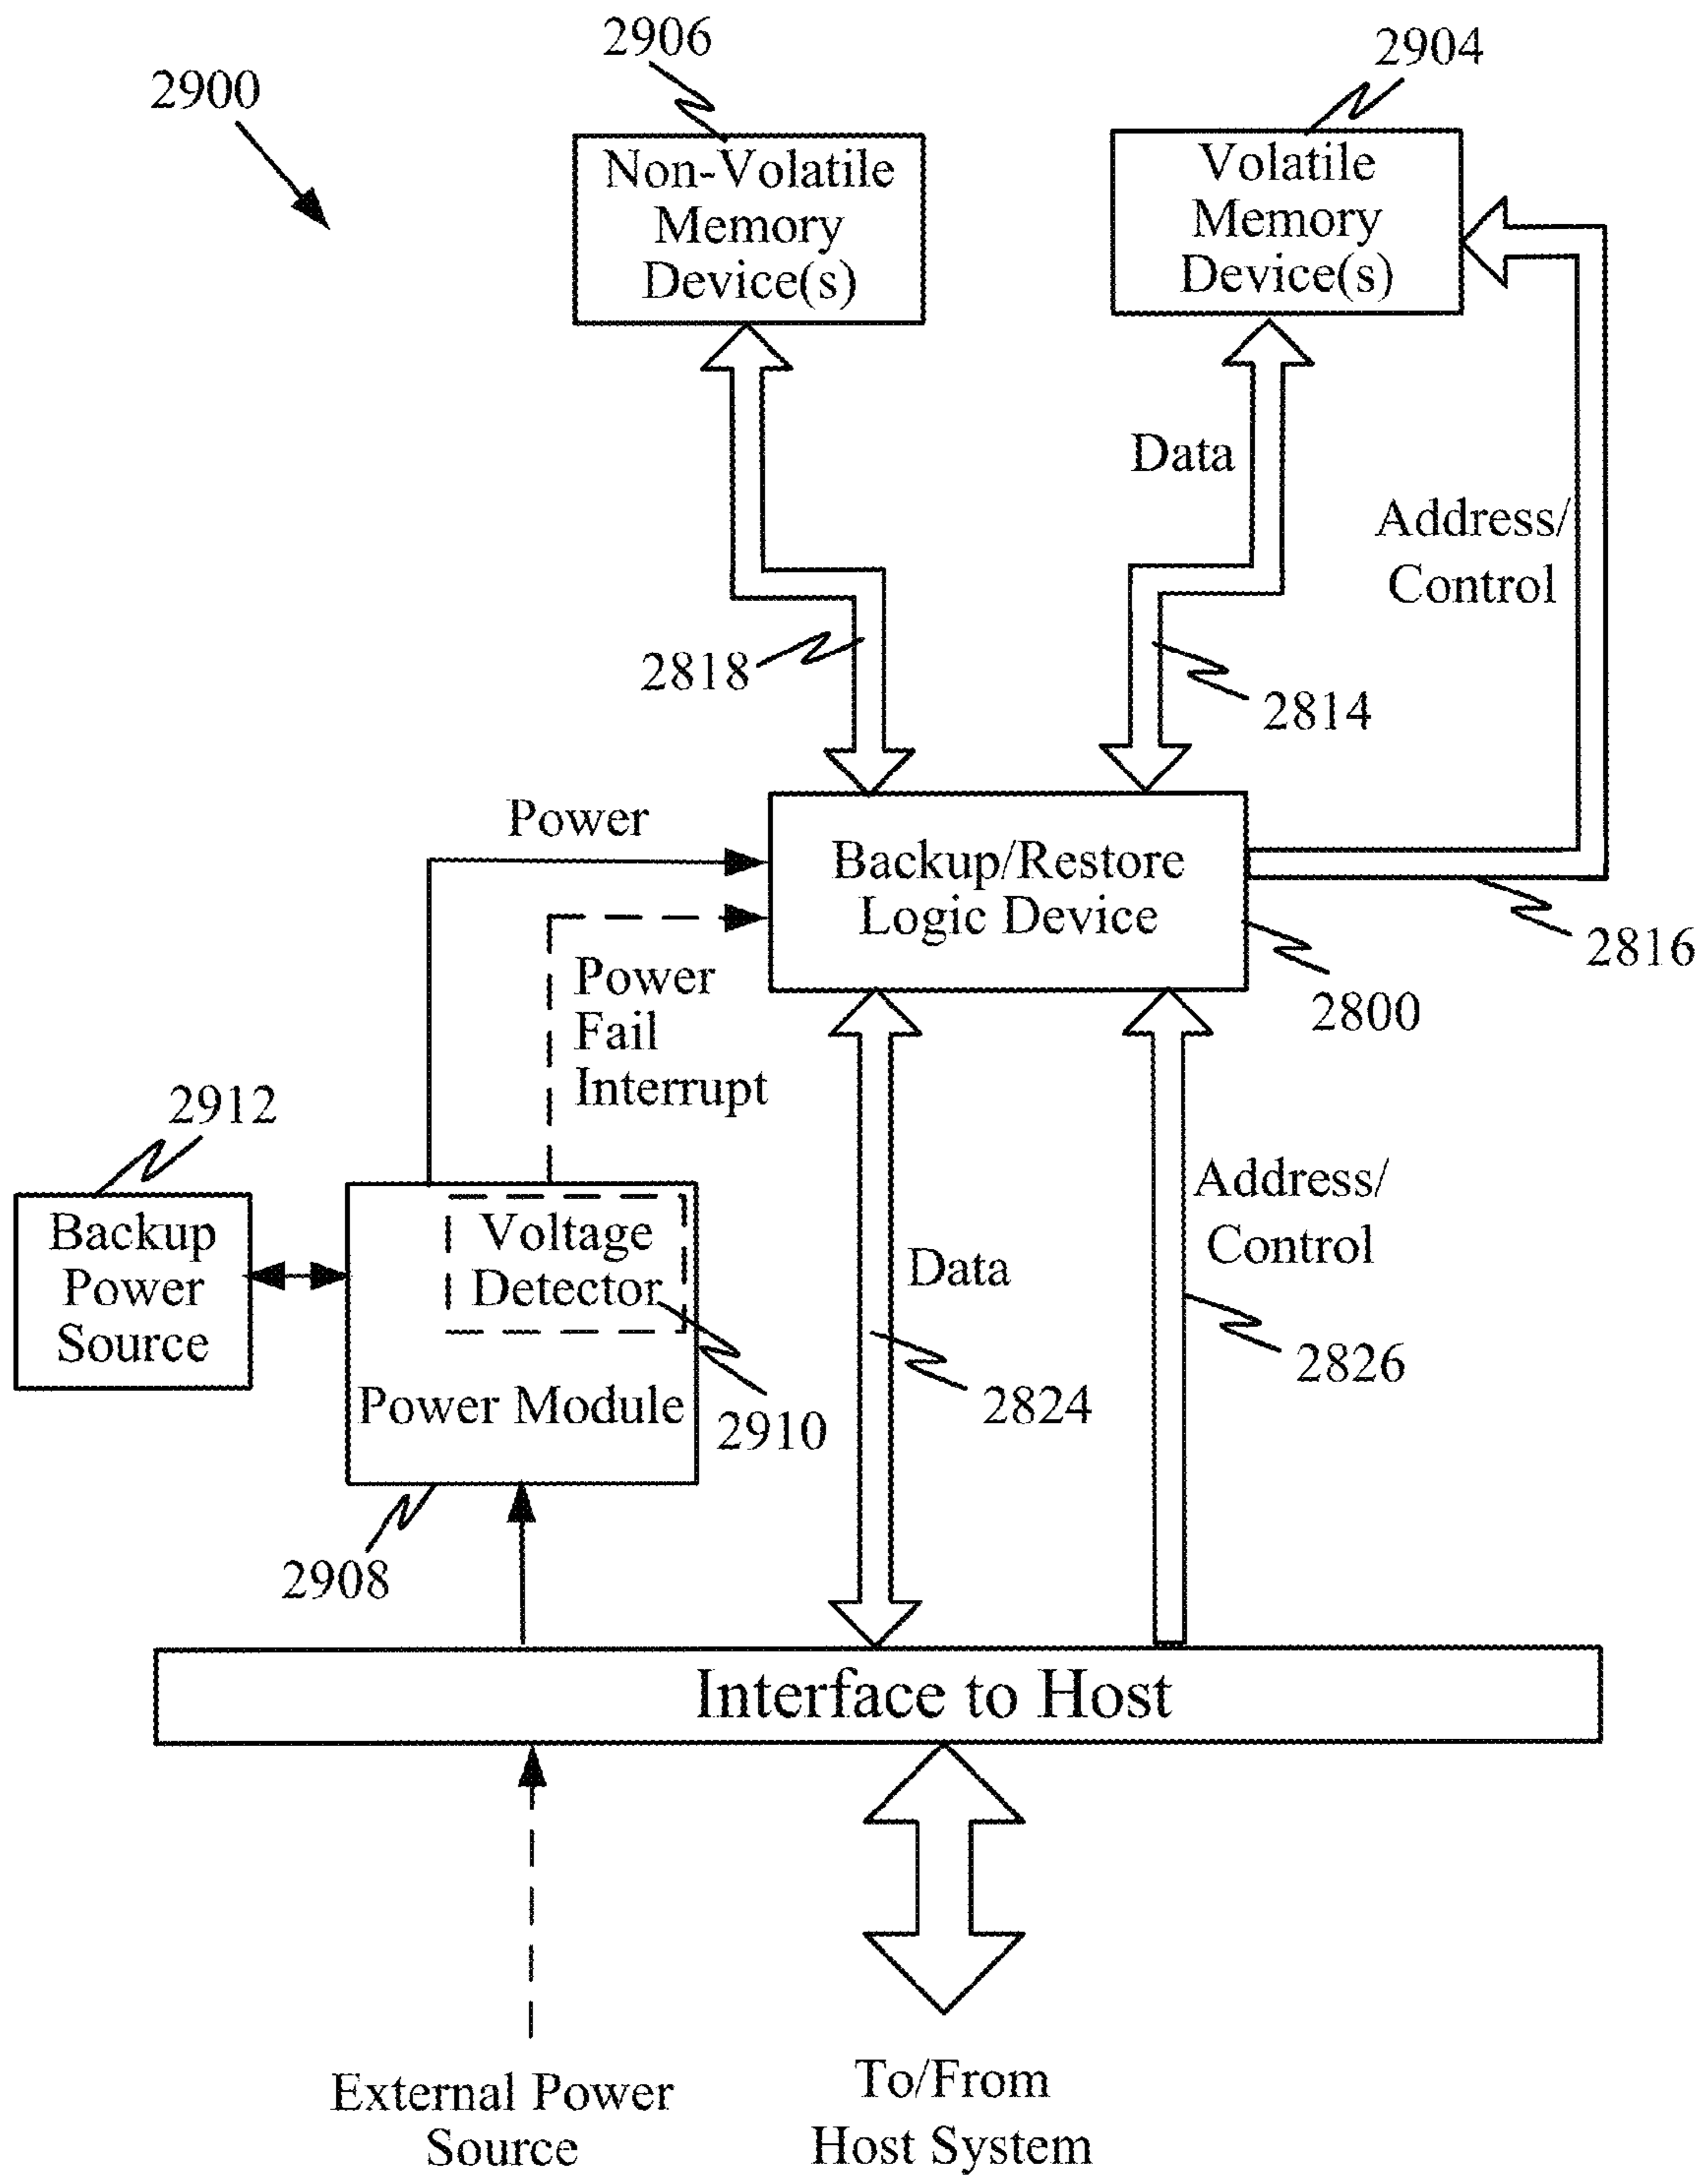 2906
2904
2900
Non-Volatile
Memory
Device(s)
Volatile
Memory
Device(s)
Data
Address/
Control
2818
2814
Power
Backup/Restore
Logic Device
2816
2800
Power
Fail
Interrupt
2912
Backup
Power
Source
Voltage
Detector
Power Module
2910
2908
Data
2824
Address/
Control
2826
Interface to Host
External Power
Source
To/From
Host System